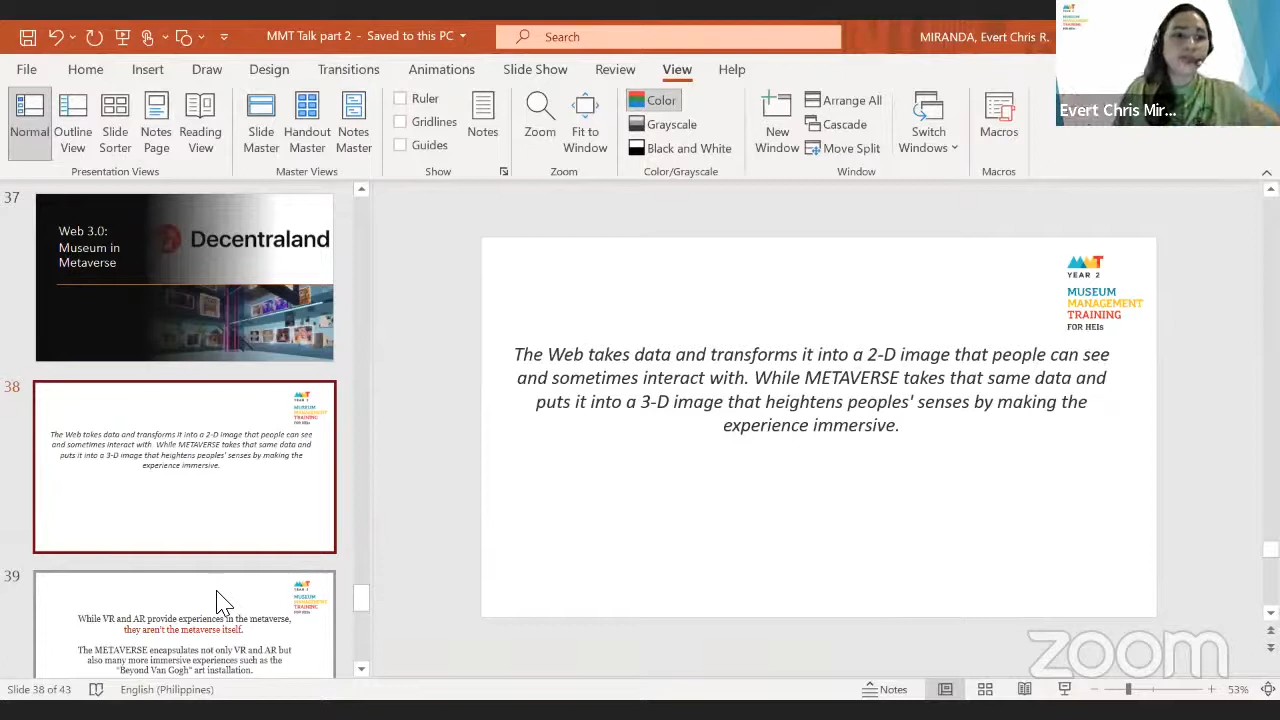 MMT Talk part 2 - Saved to this PC
Search
MIRANDA, Evert Chris R.
File Home Insert Draw Design Transitions Animations Slide Show Review View Help
Normal
Outline View
Slide Sorter
Notes Page
Reading View
Presentation Views
Slide Master
Handout Master
Notes Master
Master Views
Ruler
Gridlines
Guides
Show
Notes
Zoom
Fit to Window
Zoom
Color
Grayscale
Black and White
Color/Grayscale
New Window
Arrange All
Cascade
Move Split
Switch Windows
Window
Macros
Macros
Evert Chris Mir...
37
Web 3.0:
Museum in
Metaverse
Decentraland
38
The Web takes data and transforms it into a 2-D image that people can see
and sometimes interact with. While METAVERSE takes that same data and
puts it into a 3-D image that heightens peoples' senses by making the
experience immersive.
39
While VR and AR provide experiences in the metaverse,
they aren't the metaverse itself.
The METAVERSE encapsulates not only VR and AR but
also many more immersive experiences such as the
"Beyond Van Gogh" art installation.
MMT
YEAR 2
MUSEUM
MANAGEMENT
TRAINING
FOR HEIs
The Web takes data and transforms it into a 2-D image that people can see
and sometimes interact with. While METAVERSE takes that same data and
puts it into a 3-D image that heightens peoples' senses by making the
experience immersive.
zoom
Slide 38 of 43
English (Philippines)
Notes
53%